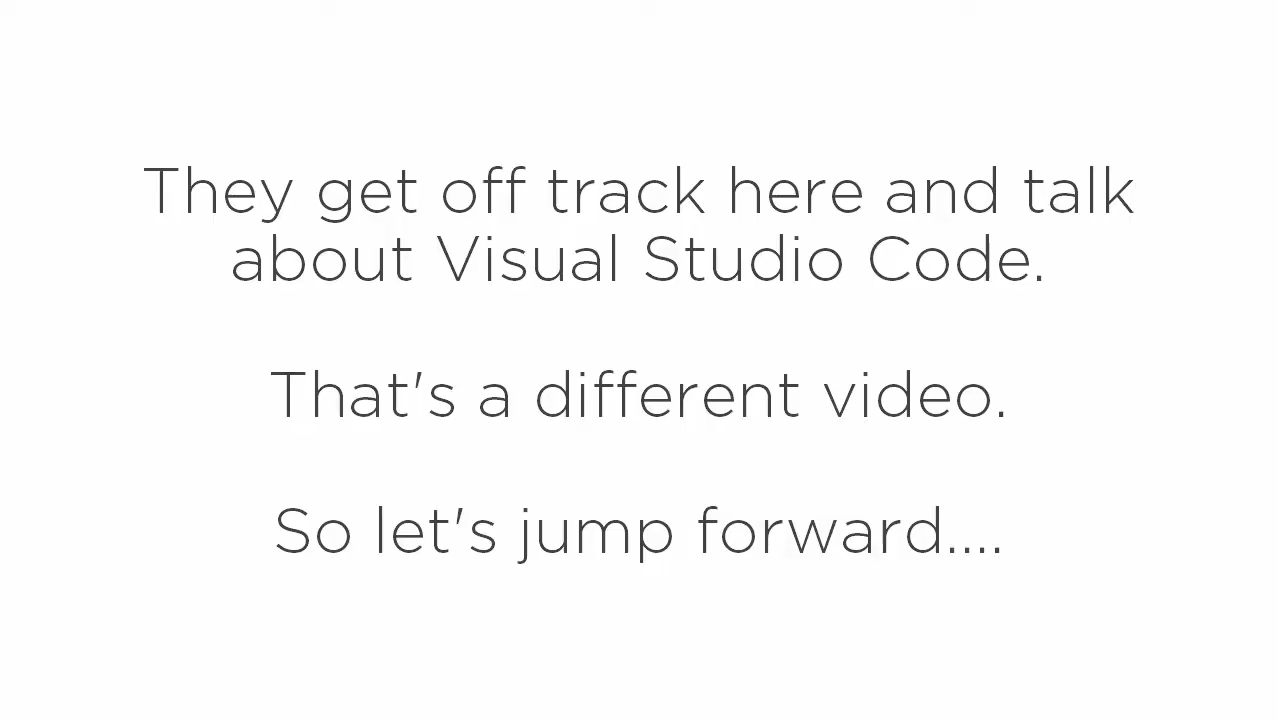 They get off track here and talk
about Visual Studio Code.
That's a different video.
So let's jump forward....